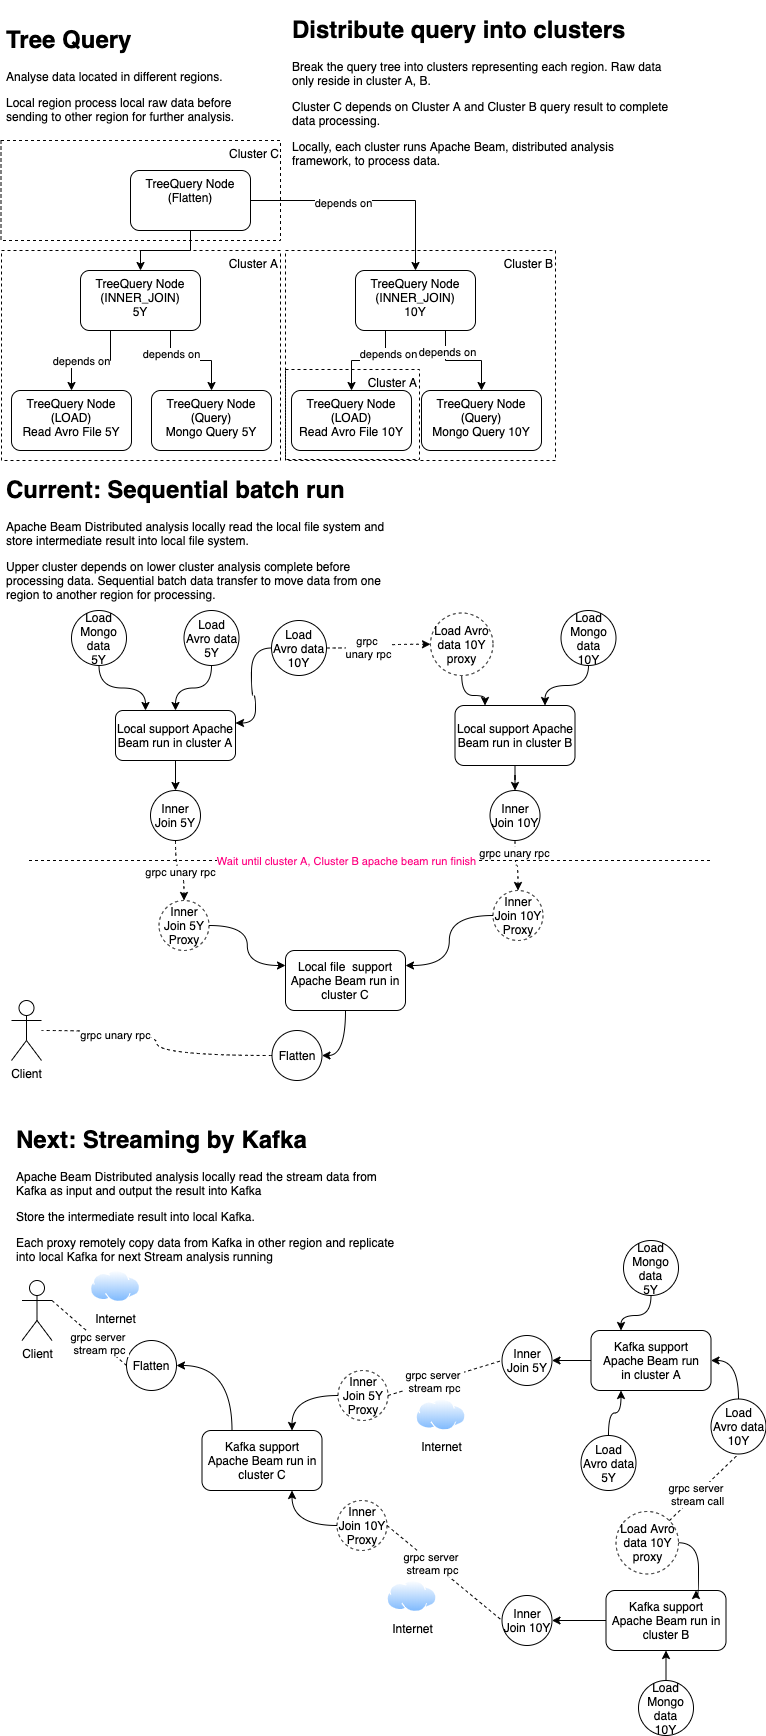 Tree Query
Analyse data located in different regions.
Local region process local raw data before
sending to other region for further analysis.
Distribute query into clusters
Break the query tree into clusters representing each region. Raw data
only reside in cluster A, B.
Cluster C depends on Cluster A and Cluster B query result to complete
data processing.
Locally, each cluster runs Apache Beam, distributed analysis
framework, to process data.
Cluster C
TreeQuery Node
(Flatten)
depends on
Cluster A
TreeQuery Node
(INNER_JOIN)
5Y
depends on
depends on
TreeQuery Node
(LOAD)
Read Avro File 5Y
TreeQuery Node
(Query)
Mongo Query 5Y
Cluster B
TreeQuery Node
(INNER_JOIN)
10Y
depends on
depends on
Cluster A
TreeQuery Node
(LOAD)
Read Avro File 10Y
TreeQuery Node
(Query)
Mongo Query 10Y
Current: Sequential batch run
Apache Beam Distributed analysis locally read the local file system and
store intermediate result into local file system.
Upper cluster depends on lower cluster analysis complete before
processing data. Sequential batch data transfer to move data from one
region to another region for processing.
Load
Mongo
data
5Y
Load
Avro data
5Y
Load
Avro data
10Y
grpc
unary rpc
Load Avro
data 10Y
proxy
Load
Mongo
data
10Y
Local support Apache
Beam run in cluster A
Local support Apache
Beam run in cluster B
Inner
Join 5Y
Inner
Join 10Y
grpc unary rpc
Wait until cluster A, Cluster B apache beam run finish
grpc unary rpc
Inner
Join 5Y
Proxy
Inner
Join 10Y
Proxy
Local file  support
Apache Beam run in
cluster C
Client
grpc unary rpc
Flatten
Next: Streaming by Kafka
Apache Beam Distributed analysis locally read the stream data from
Kafka as input and output the result into Kafka
Store the intermediate result into local Kafka.
Each proxy remotely copy data from Kafka in other region and replicate
into local Kafka for next Stream analysis running
Client
Internet
grpc server
stream rpc
Flatten
Kafka support
Apache Beam run in
cluster C
Inner
Join 5Y
Proxy
grpc server
stream rpc
Internet
Inner
Join 5Y
Load
Mongo
data
5Y
Kafka support
Apache Beam run
in cluster A
Load
Avro data
5Y
Load
Avro data
10Y
grpc server
stream call
Load Avro
data 10Y
proxy
Inner
Join 10Y
Proxy
grpc server
stream rpc
Internet
Inner
Join 10Y
Kafka support
Apache Beam run in
cluster B
Load
Mongo
data
10Y